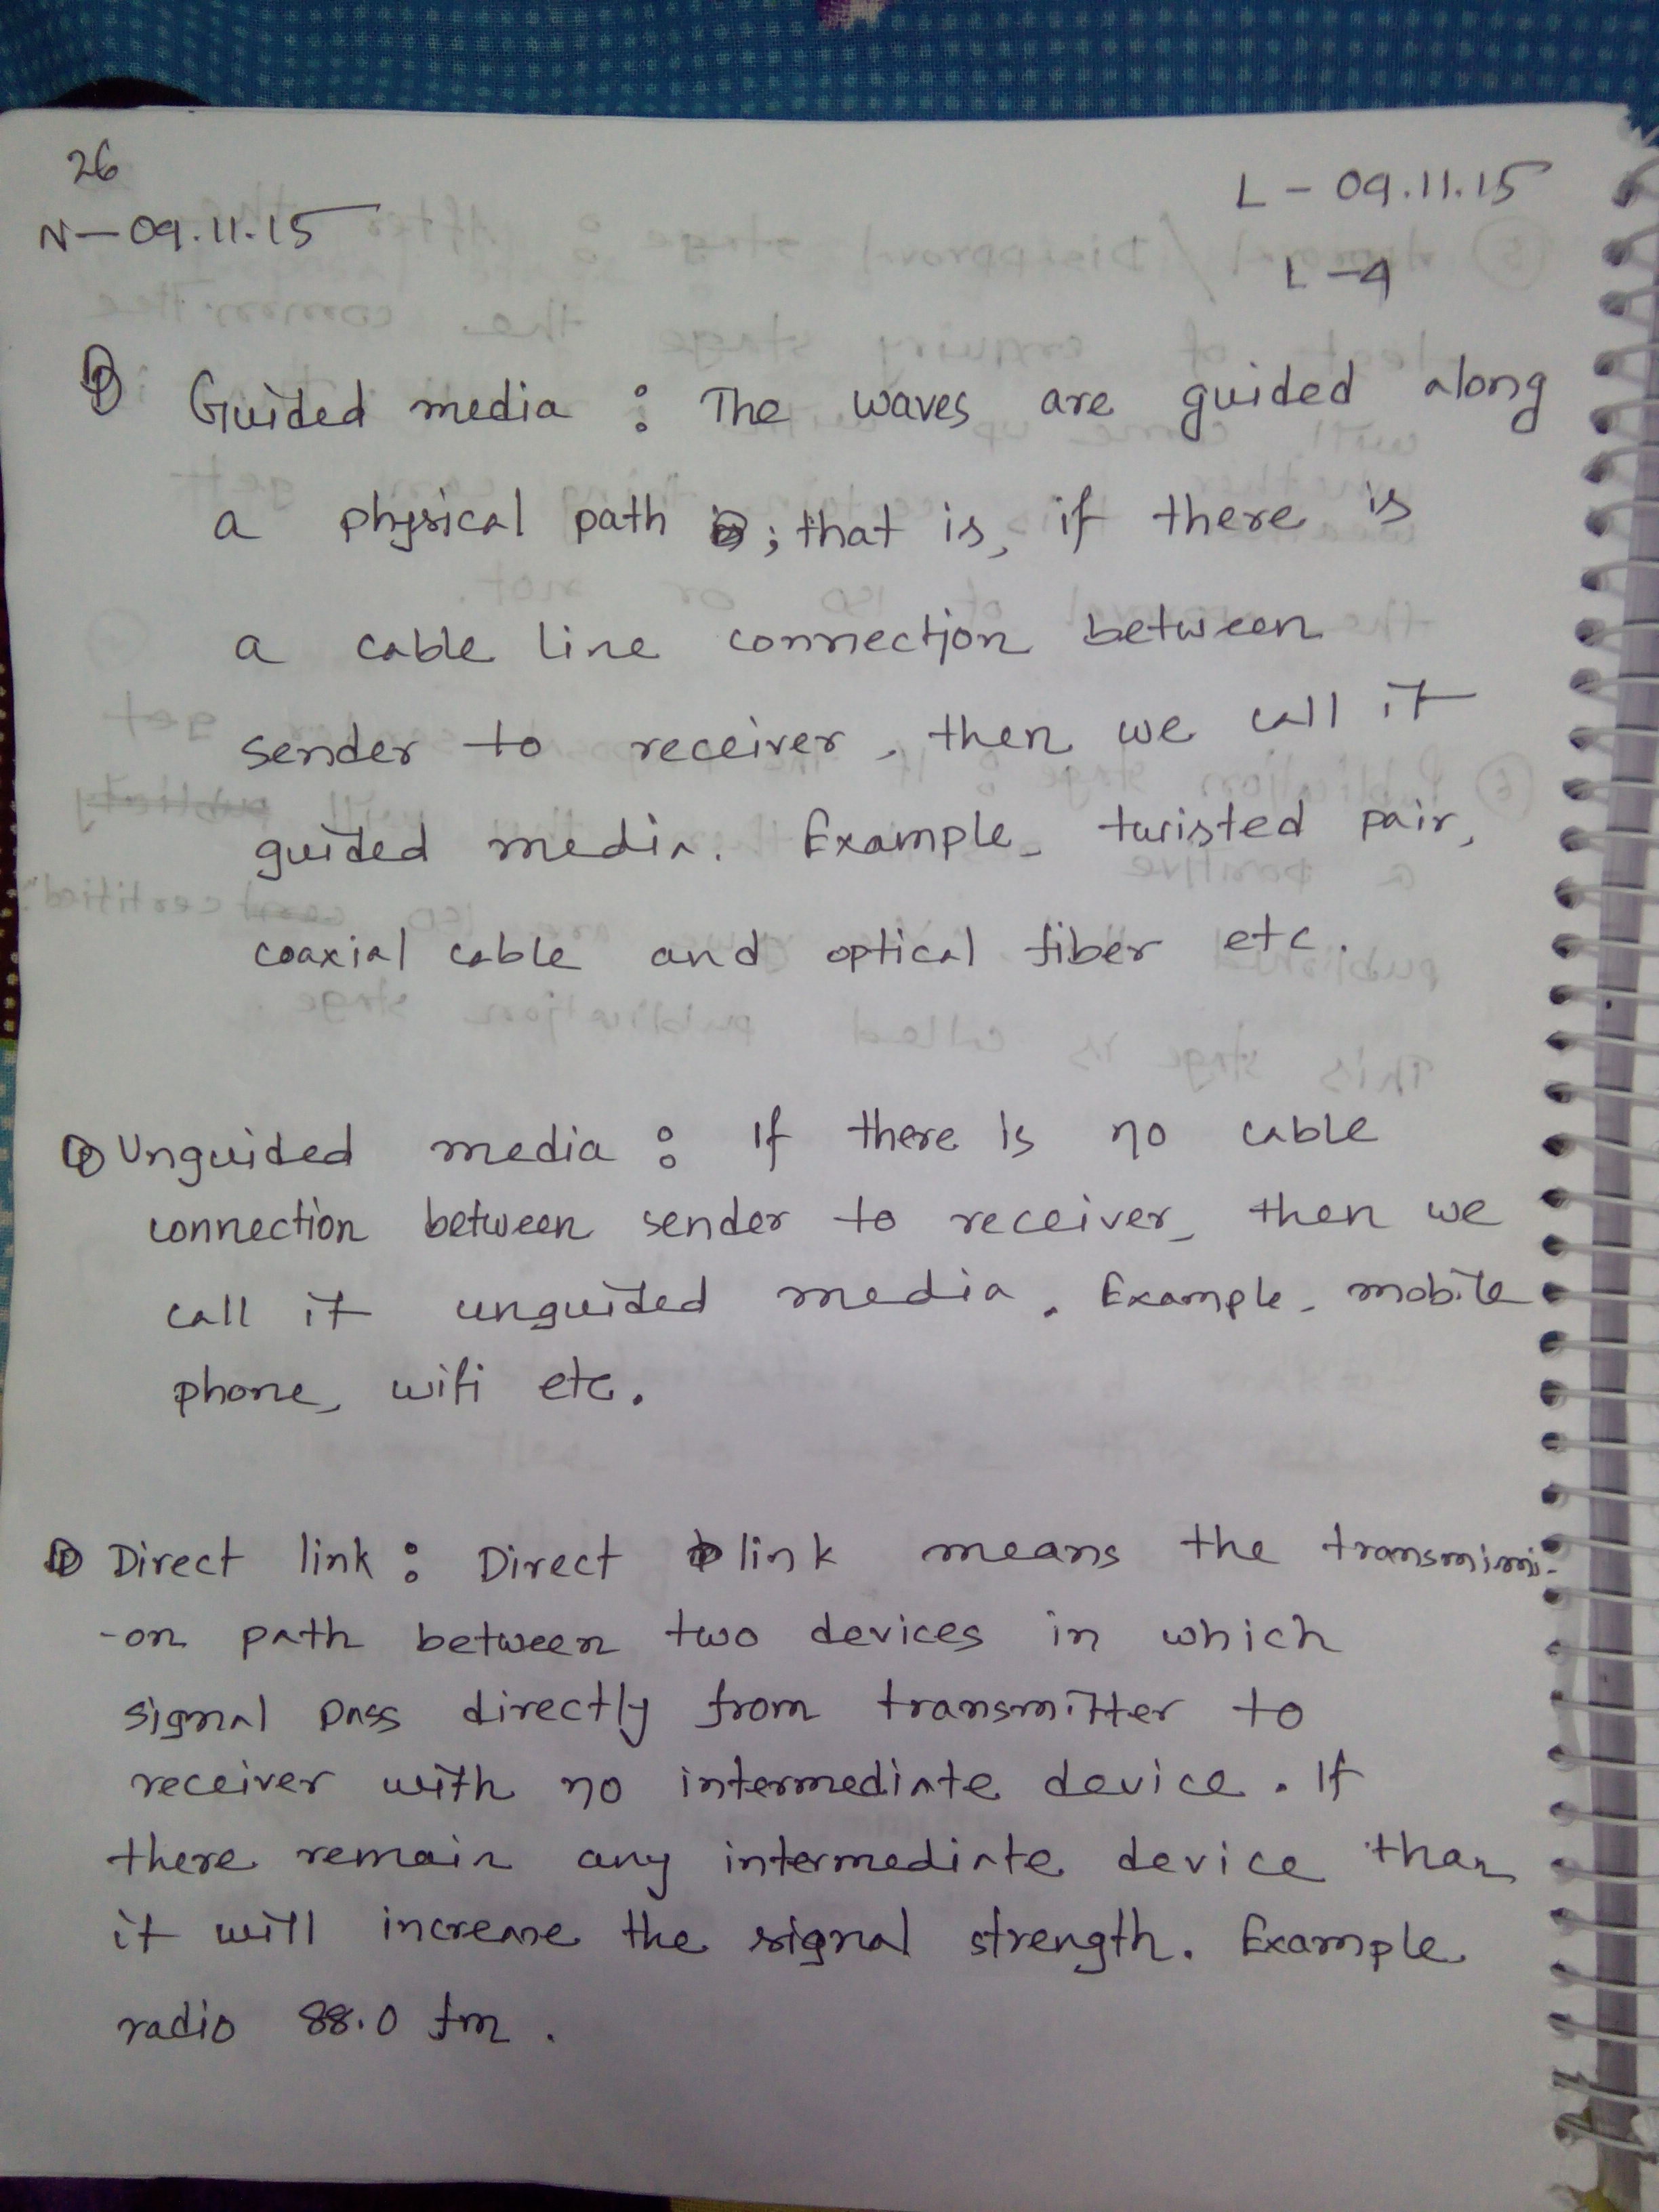 26
N-09.11.15
L - 09.11.15
L-4
Guided media : The waves are guided along
a physical path ; that is, if there is
a cable line connection between
sender to receiver, then we call it
guided media. Example- twisted pair,
coaxial cable and optical fiber etc.
Unguided media : If there is no cable
connection between sender to receiver, then we
call it unguided media. Example- mobile
phone, wifi etc.
Direct link : Direct link means the transmimi-
-on path between two devices in which
signal pass directly from transmitter to
receiver with no intermediate device. If
there remain any intermediate device than
it will increase the signal strength. Example
radio 88.0 fm.